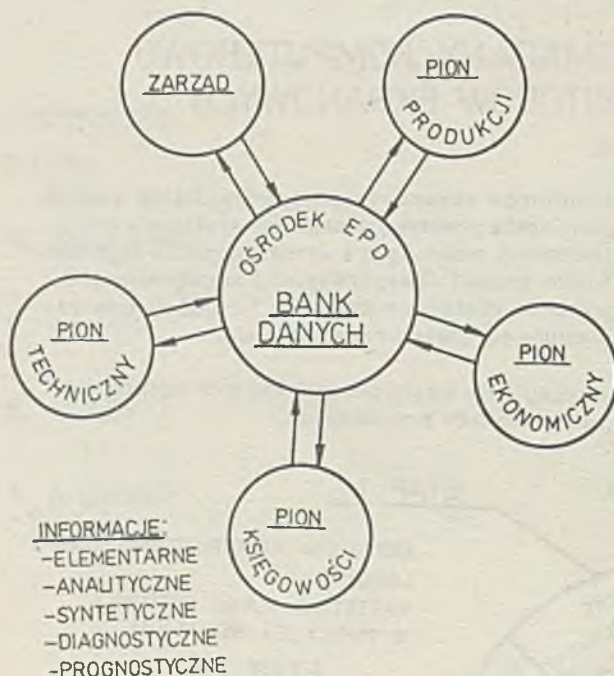 ZARZĄD
PION
PRODUKCJI
OŚRODEK EPD
BANK
DANYCH
PION
TECHNICZNY
PION
EKONOMICZNY
PION
KSIĘGOWOŚCI
INFORMACJE:
-ELEMENTARNE
-ANALITYCZNE
-SYNTETYCZNE
-DIAGNOSTYCZNE
-PROGNOSTYCZNE